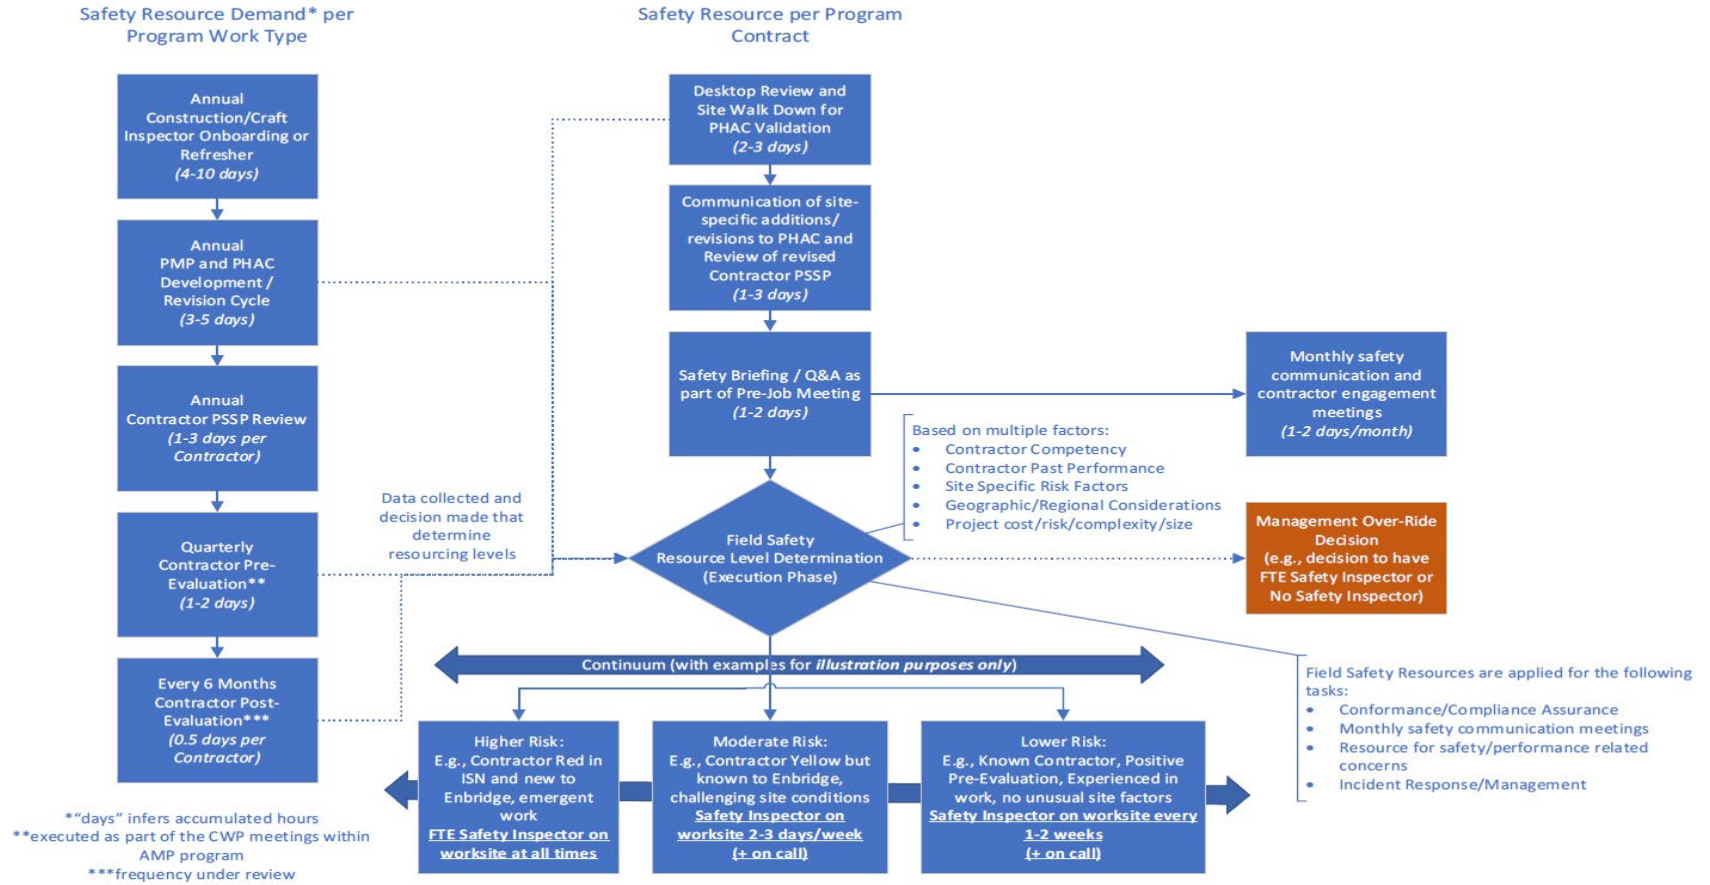 Safety Resource Demand* per
Program Work Type
Annual
Construction/Craft
Inspector Onboarding or
Refresher
(4-10 days)
Annual
PMP and PHAC
Development /
Revision Cycle
(3-5 days)
Annual
Contractor PSSP Review
(1-3 days per
Contractor)
Quarterly
Contractor Pre-
Evaluation**
(1-2 days)
Every 6 Months
Contractor Post-
Evaluation***
(0.5 days per
Contractor)
*"days" infers accumulated hours
**executed as part of the CWP meetings within
AMP program
***frequency under review
Data collected and
decision made that
determine
resourcing levels
Safety Resource per Program
Contract
Desktop Review and
Site Walk Down for
PHAC Validation
(2-3 days)
Communication of site-
specific additions/
revisions to PHAC and
Review of revised
Contractor PSSP
(1-3 days)
Safety Briefing / Q&A as
part of Pre-Job Meeting
(1-2 days)
Monthly safety
communication and
contractor engagement
meetings
(1-2 days/month)
Based on multiple factors:
• Contractor Competency
• Contractor Past Performance
• Site Specific Risk Factors
• Geographic/Regional Considerations
• Project cost/risk/complexity/size
Field Safety
Resource Level Determination
(Execution Phase)
Management Over-Ride
Decision
(e.g., decision to have
FTE Safety Inspector or
No Safety Inspector)
Continuum (with examples for illustration purposes only)
Higher Risk:
E.g., Contractor Red in
ISN and new to
Enbridge, emergent
work
FTE Safety Inspector on
worksite at all times
Moderate Risk:
E.g., Contractor Yellow but
known to Enbridge,
challenging site conditions
Safety Inspector on
worksite 2-3 days/week
(+ on call)
Lower Risk:
E.g., Known Contractor, Positive
Pre-Evaluation, Experienced in
work, no unusual site factors
Safety Inspector on worksite every
1-2 weeks
(+ on call)
Field Safety Resources are applied for the following
tasks:
• Conformance/Compliance Assurance
• Monthly safety communication meetings
• Resource for safety/performance related
concerns
• Incident Response/Management